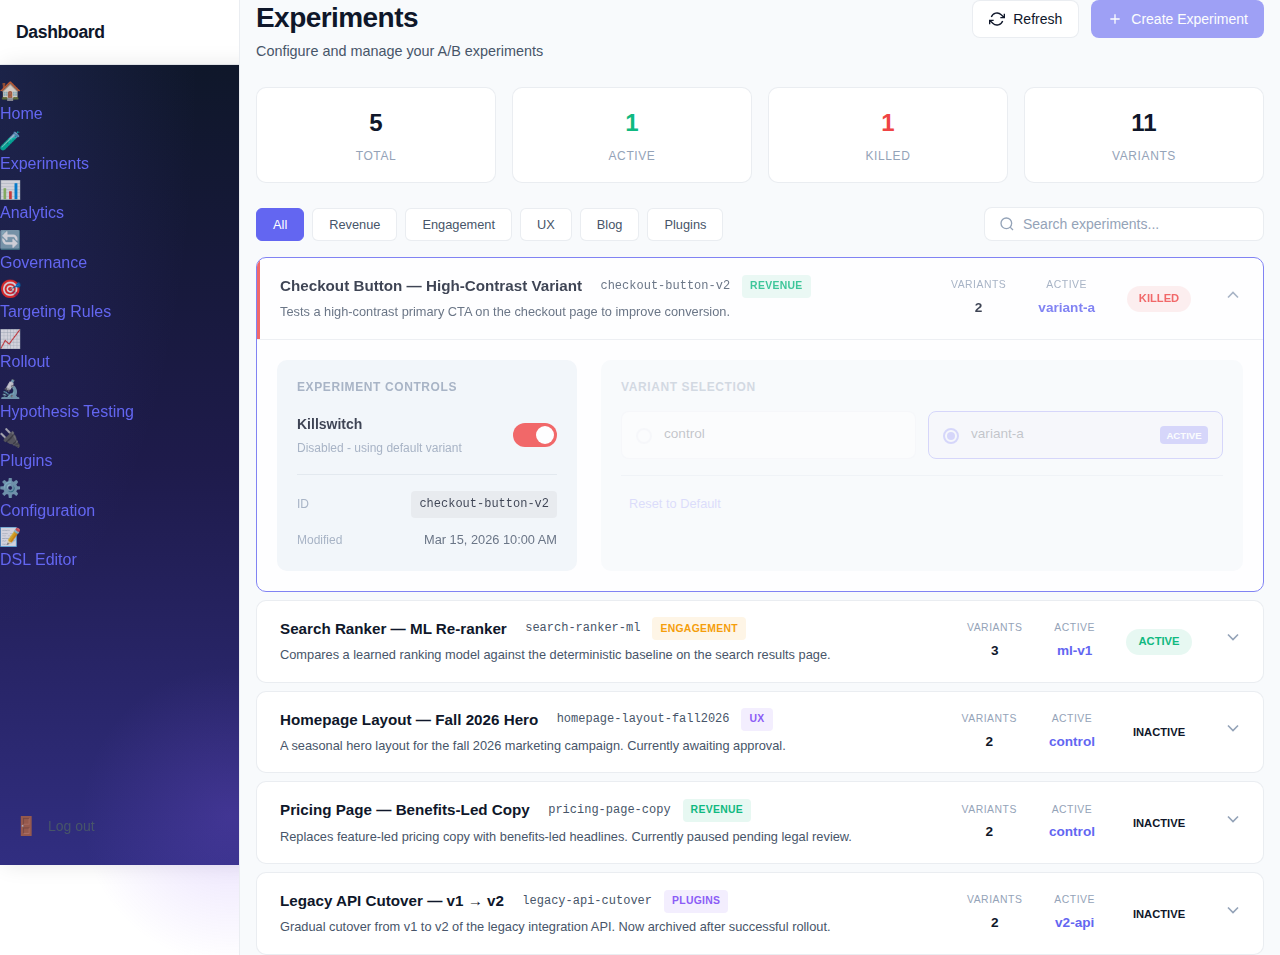 Dashboard
Home
Experiments
Analytics
Governance
Targeting Rules
Rollout
Hypothesis Testing
Plugins
Configuration
DSL Editor
Log out
Experiments
Configure and manage your A/B experiments
Refresh
Create Experiment
5
TOTAL
1
ACTIVE
1
KILLED
11
VARIANTS
All
Revenue
Engagement
UX
Blog
Plugins
Search experiments...
Checkout Button — High-Contrast Variant checkout-button-v2 REVENUE
Tests a high-contrast primary CTA on the checkout page to improve conversion.
VARIANTS
2
ACTIVE
variant-a
KILLED
EXPERIMENT CONTROLS
Killswitch
Disabled - using default variant
ID checkout-button-v2
Modified Mar 15, 2026 10:00 AM
VARIANT SELECTION
control
variant-a ACTIVE
Reset to Default
Search Ranker — ML Re-ranker search-ranker-ml ENGAGEMENT
Compares a learned ranking model against the deterministic baseline on the search results page.
VARIANTS
3
ACTIVE
ml-v1
ACTIVE
Homepage Layout — Fall 2026 Hero homepage-layout-fall2026 UX
A seasonal hero layout for the fall 2026 marketing campaign. Currently awaiting approval.
VARIANTS
2
ACTIVE
control
INACTIVE
Pricing Page — Benefits-Led Copy pricing-page-copy REVENUE
Replaces feature-led pricing copy with benefits-led headlines. Currently paused pending legal review.
VARIANTS
2
ACTIVE
control
INACTIVE
Legacy API Cutover — v1 → v2 legacy-api-cutover PLUGINS
Gradual cutover from v1 to v2 of the legacy integration API. Now archived after successful rollout.
VARIANTS
2
ACTIVE
v2-api
INACTIVE